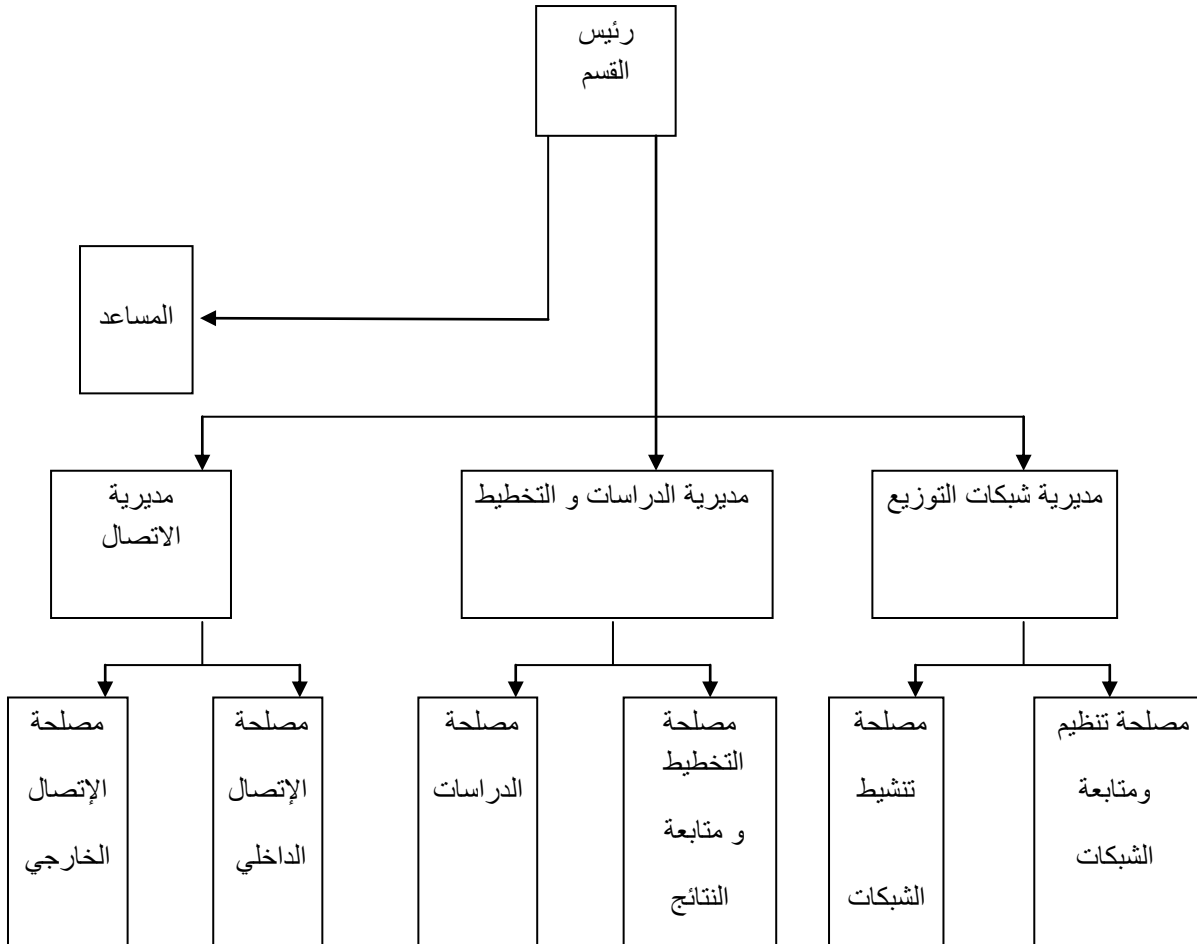 رئيس
القسم
المساعد
مديرية شبكات التوزيع
مديرية الدراسات و التخطيط
مديرية
الاتصال
مصلحة تنظيم
ومتابعة
الشبكات
مصلحة
تنشيط
الشبكات
مصلحة
التخطيط
و متابعة
النتائج
مصلحة
الدراسات
مصلحة
الإتصال
الداخلي
مصلحة
الإتصال
الخارجي